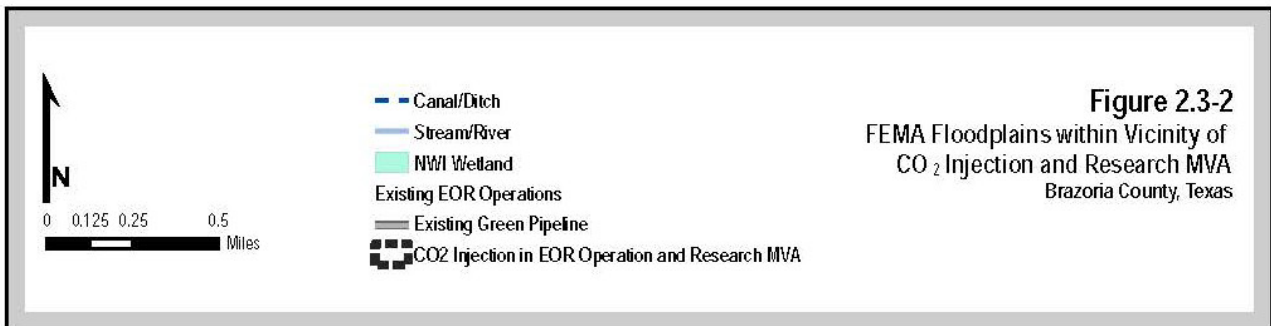 N
0 0.125 0.25 0.5
Miles
Canal/Ditch
Stream/River
NWI Wetland
Existing EOR Operations
Existing Green Pipeline
CO2 Injection in EOR Operation and Research MVA
Figure 2.3-2
FEMA Floodplains within Vicinity of
CO 2 Injection and Research MVA
Brazoria County, Texas